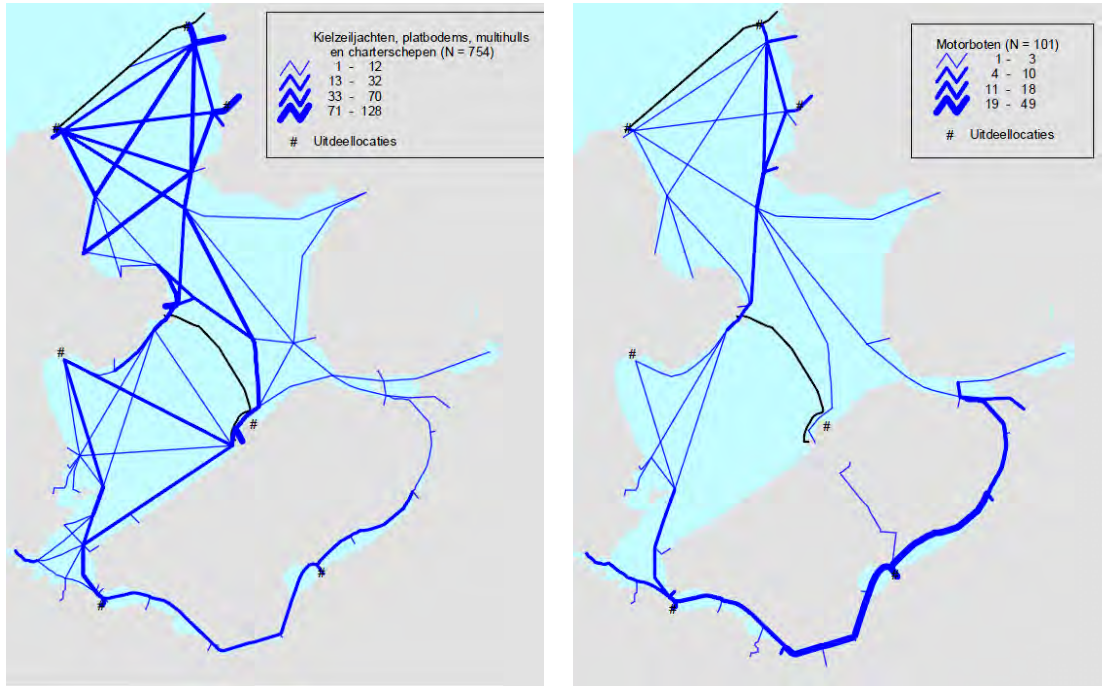 Kielzeiljachten, platbodems, multihulls
en charterschepen (N = 754)
1 - 12
13 - 32
33 - 70
71 - 128
# Uitdeellocaties
#
#
#
#
#
#
#
Motorboten (N = 101)
1 - 3
4 - 10
11 - 18
19 - 49
# Uitdeellocaties
#
#
#
#
#
#
#